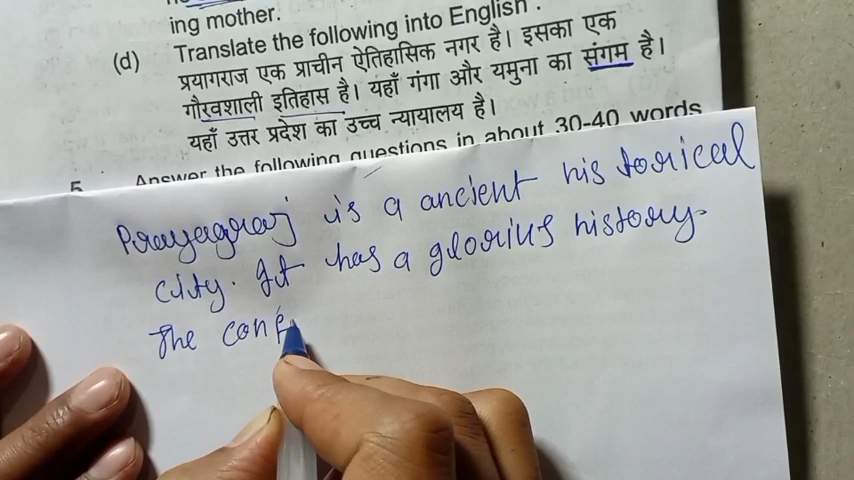 ing mother.
(d) Translate the following into English :
प्रयागराज एक प्राचीन ऐतिहासिक नगर है। इसका एक
गौरवशाली इतिहास है। यहाँ गंगा और यमुना का संगम है।
यहाँ उत्तर प्रदेश का उच्च न्यायालय है।
5 Answer the following questions in about 30-40 words
Prayagraj is a ancient historical
city. It has a glorius history.
The conf